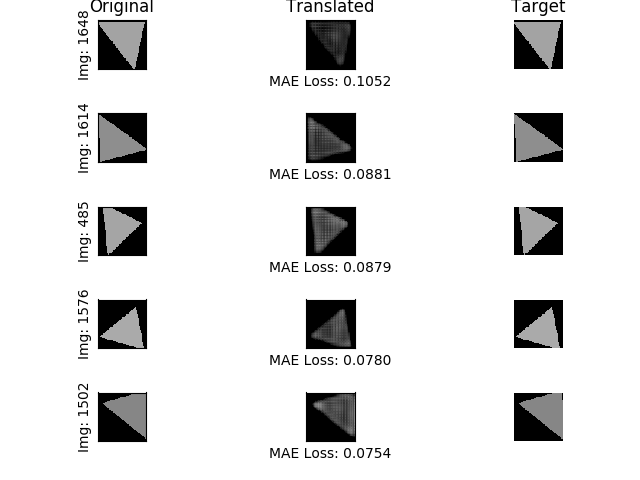 Original Translated Target
Img: 1648
MAE Loss: 0.1052
Img: 1614
MAE Loss: 0.0881
Img: 485
MAE Loss: 0.0879
Img: 1576
MAE Loss: 0.0780
Img: 1502
MAE Loss: 0.0754